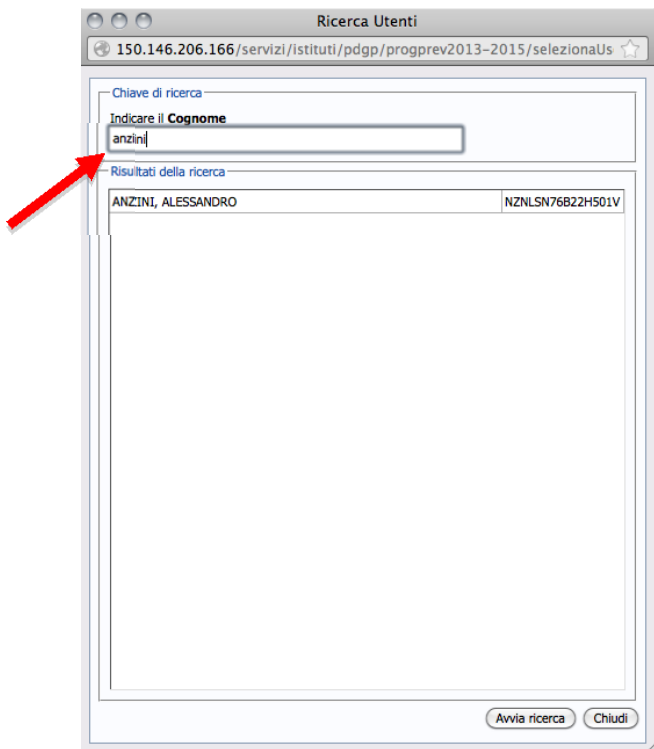 Ricerca Utenti
150.146.206.166/servizi/istituti/pdgp/progprev2013-2015/selezionaUs
Chiave di ricerca
Indicare il Cognome
anzini
Risultati della ricerca
ANZINI, ALESSANDRO NZNLSN76B22H501V
Avvia ricerca Chiudi